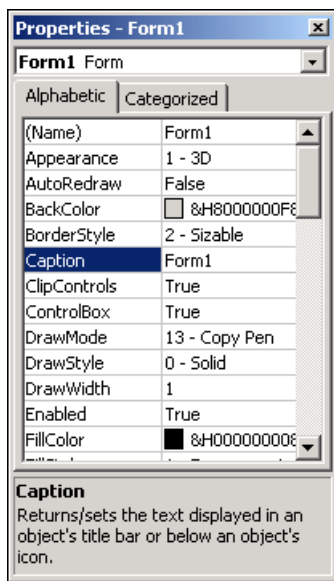 Properties - Form1
Form1 Form
Alphabetic Categorized
(Name) Form1
Appearance 1 - 3D
AutoRedraw False
BackColor &H8000000F&
BorderStyle 2 - Sizable
Caption Form1
ClipControls True
ControlBox True
DrawMode 13 - Copy Pen
DrawStyle 0 - Solid
DrawWidth 1
Enabled True
FillColor &H00000000&
Caption
Returns/sets the text displayed in an
object's title bar or below an object's
icon.